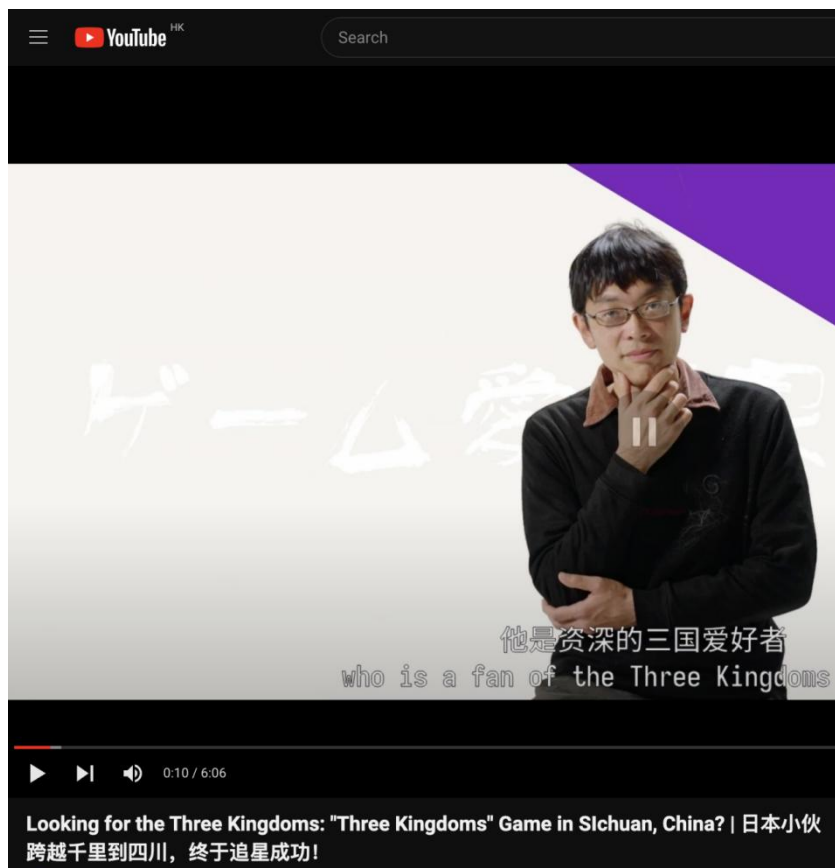 YouTube HK
Search
ゲーム愛
他是资深的三国爱好者
who is a fan of the Three Kingdoms
0:10 / 6:06
Looking for the Three Kingdoms: "Three Kingdoms" Game in SIchuan, China? | 日本小伙
跨越千里到四川，终于追星成功！